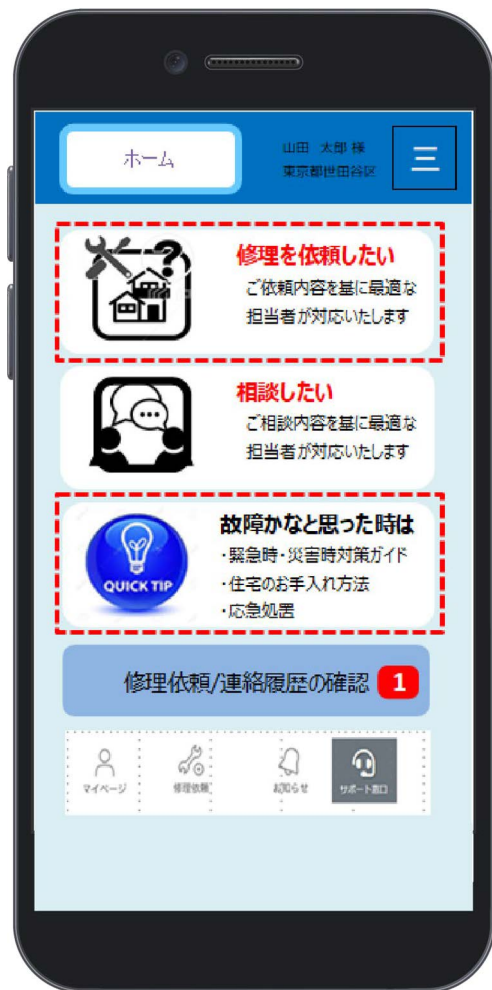 ホーム
山田 太郎 様
東京都世田谷区
修理を依頼したい
ご依頼内容を基に最適な
担当者が対応いたします
相談したい
ご相談内容を基に最適な
担当者が対応いたします
故障かなと思った時は
・緊急時・災害時対策ガイド
・住宅のお手入れ方法
・応急処置
QUICK TIP
修理依頼/連絡履歴の確認 1
マイページ 修理依頼 お知らせ サポート窓口